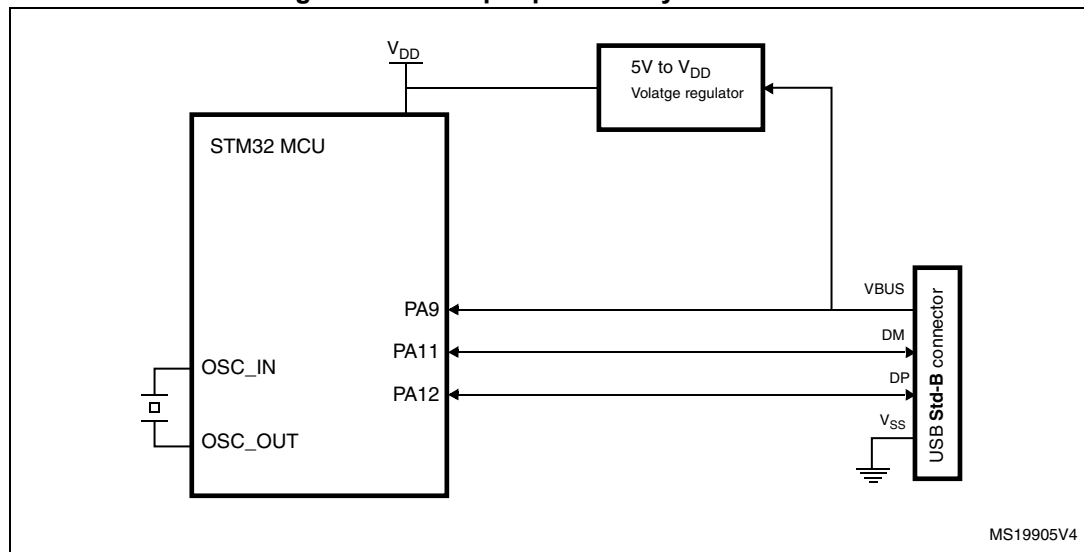 V_DD
5V to V_DD
Volatge regulator
STM32 MCU
PA9
VBUS
PA11
DM
PA12
DP
OSC_IN
OSC_OUT
V_SS
USB Std-B connector
MS19905V4